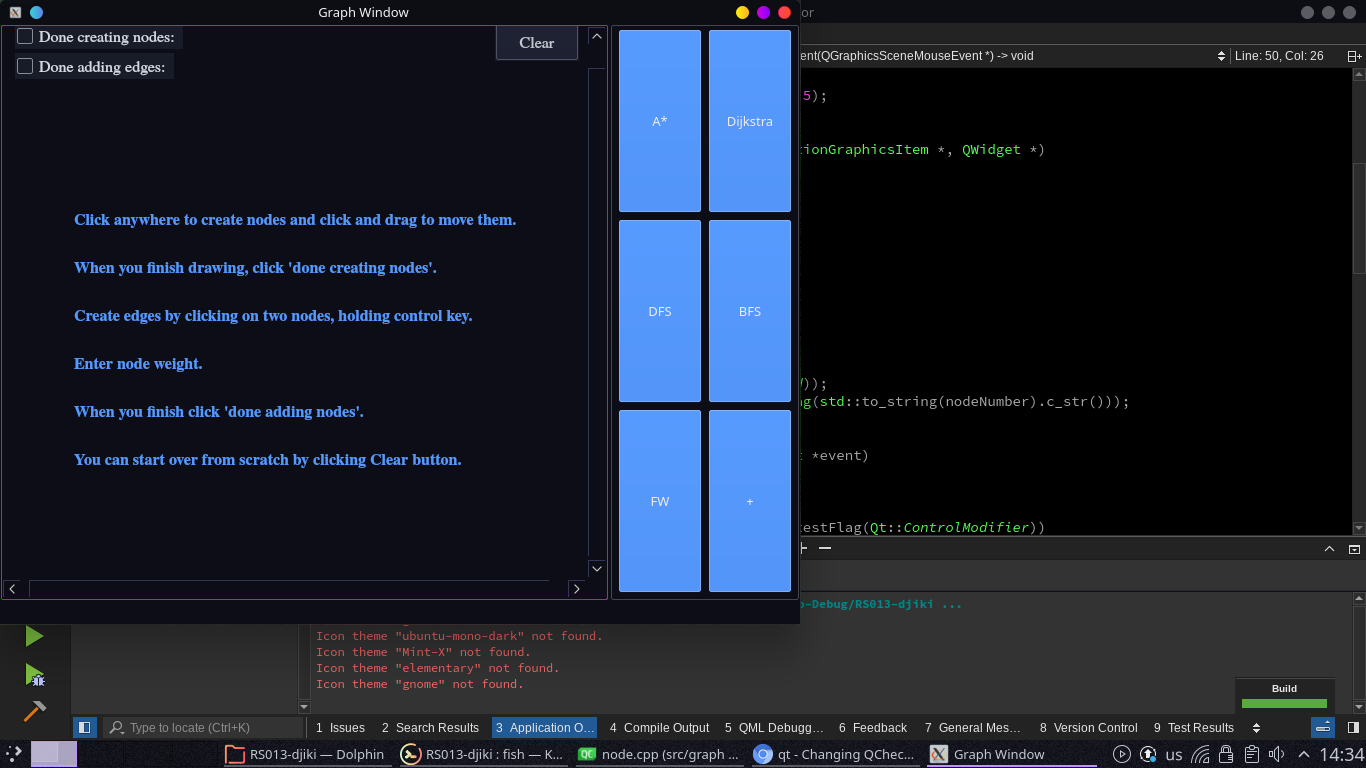 Graph Window
or
Done creating nodes:
Clear
Done adding edges:
Click anywhere to create nodes and click and drag to move them.
When you finish drawing, click 'done creating nodes'.
Create edges by clicking on two nodes, holding control key.
Enter node weight.
When you finish click 'done adding nodes'.
You can start over from scratch by clicking Clear button.
A*
Dijkstra
DFS
BFS
FW
+
ent(QGraphicsSceneMouseEvent *) -> void
Line: 50, Col: 26
5);
ionGraphicsItem *, QWidget *)
));
g(std::to_string(nodeNumber).c_str()));
*event)
estFlag(Qt::ControlModifier))
-Debug/RS013-djiki ...
Icon theme "ubuntu-mono-dark" not found.
Icon theme "Mint-X" not found.
Icon theme "elementary" not found.
Icon theme "gnome" not found.
Build
Type to locate (Ctrl+K)
1 Issues
2 Search Results
3 Application O...
4 Compile Output
5 QML Debugg...
6 Feedback
7 General Mes...
8 Version Control
9 Test Results
RS013-djiki — Dolphin
RS013-djiki : fish — K...
QC
node.cpp (src/graph ...
qt - Changing QChec...
Graph Window
us
14:34